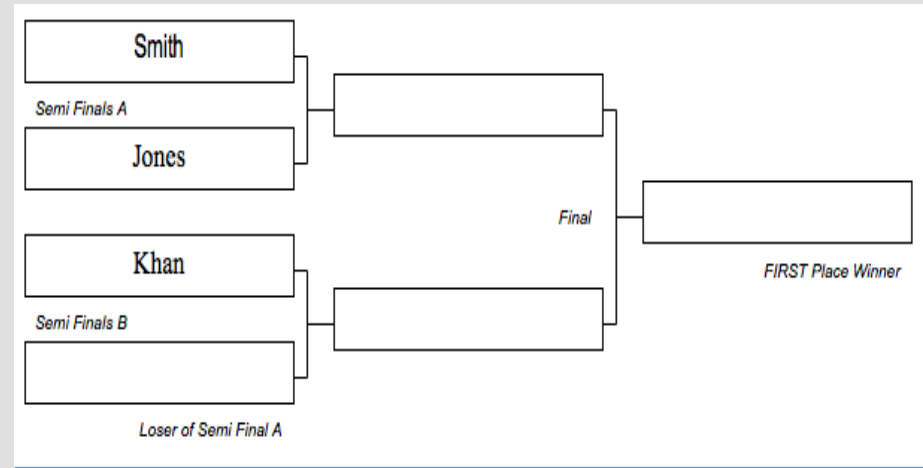 Smith
Semi Finals A
Jones
Final
Khan
FIRST Place Winner
Semi Finals B
Loser of Semi Final A